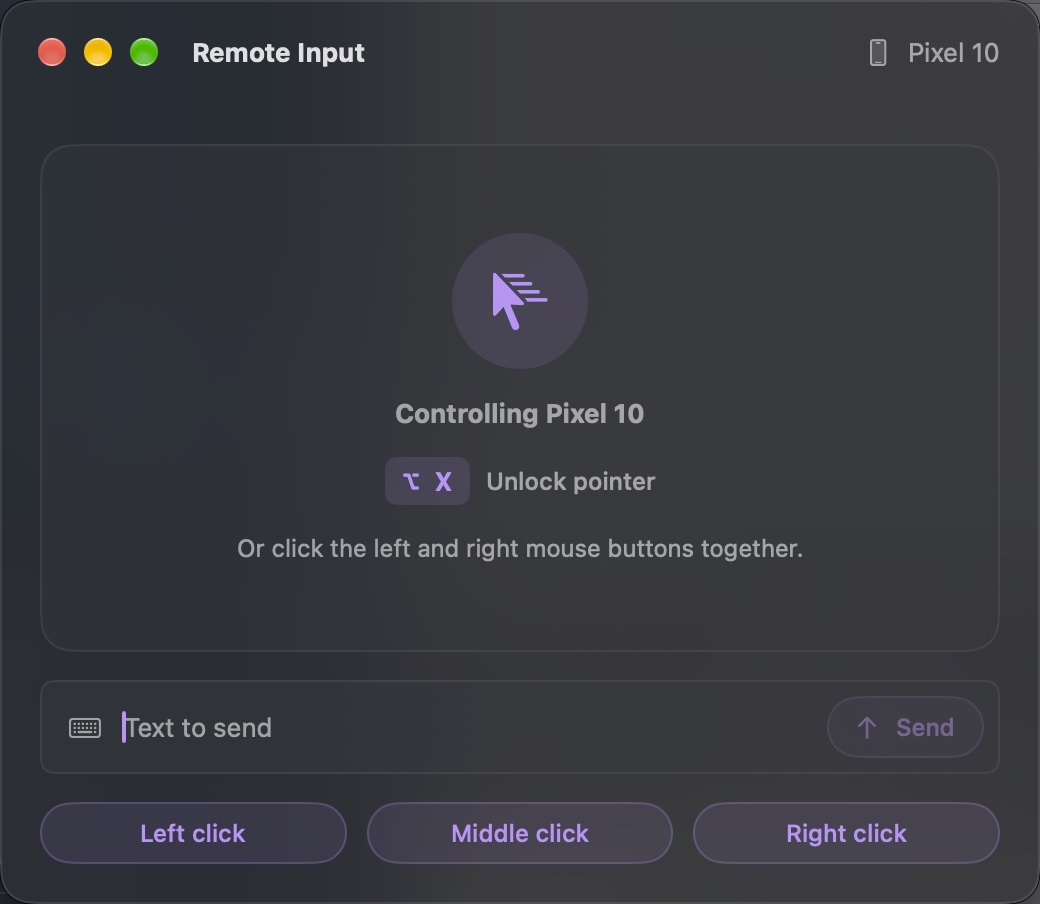 Remote Input
Pixel 10
Controlling Pixel 10
⌥ X Unlock pointer
Or click the left and right mouse buttons together.
Text to send
Send
Left click
Middle click
Right click